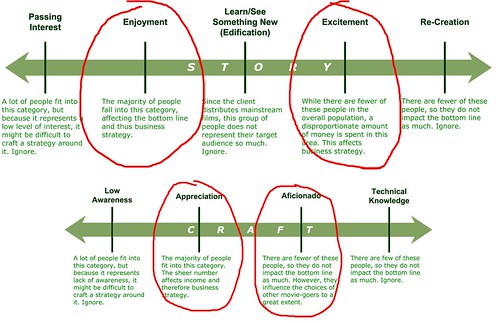 Passing
Interest
Enjoyment
Learn/See
Something New
(Edification)
Excitement
Re-Creation
S T O R Y
A lot of people fit into
this category, but
because it represents a
low level of interest, it
might be difficult to
craft a strategy around
it. Ignore.
The majority of people
fall into this category,
affecting the bottom line
and thus business
strategy.
Since the client
distributes mainstream
films, this group of
people does not
represent their target
audience so much.
Ignore.
While there are fewer of
these people in the
overall population, a
disproportionate amount
of money is spent in this
area. This affects
business strategy.
There are fewer of these
people, so they do not
impact the bottom line
as much. Ignore.
Low
Awareness
Appreciation
Aficionado
Technical
Knowledge
C R A F T
A lot of people fit into
this category, but
because it represents
lack of awareness, it
might be difficult to
craft a strategy around
it. Ignore.
The majority of people
fit into this category.
The sheer number
affects income and
therefore business
strategy.
There are fewer of these
people, so they do not
impact the bottom line
as much. However, they
influence the choices of
other movie-goers to a
great extent.
There are few of these
people, so they do not
impact the bottom line
as much. Ignore.